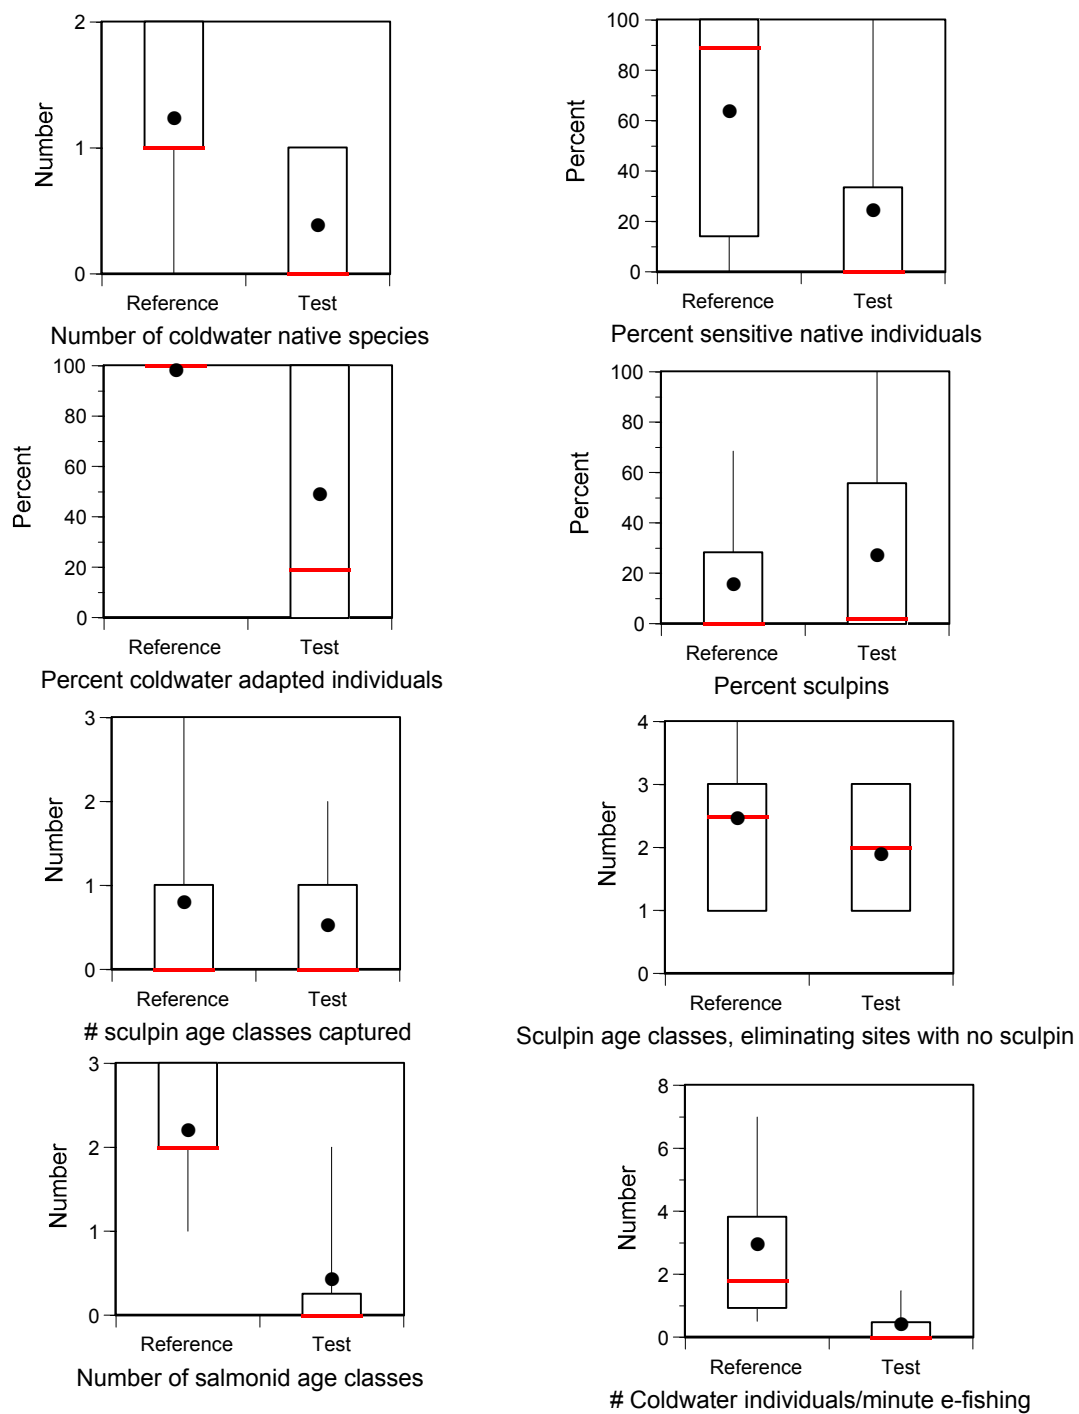 2
1
0
Number
Reference Test
Number of coldwater native species
100
80
60
40
20
0
Percent
Reference Test
Percent sensitive native individuals
100
80
60
40
20
0
Percent
Reference Test
Percent coldwater adapted individuals
100
80
60
40
20
0
Percent
Reference Test
Percent sculpins
3
2
1
0
Number
Reference Test
# sculpin age classes captured
4
3
2
1
0
Number
Reference Test
Sculpin age classes, eliminating sites with no sculpin
3
2
1
0
Number
Reference Test
Number of salmonid age classes
8
6
4
2
0
Number
Reference Test
# Coldwater individuals/minute e-fishing